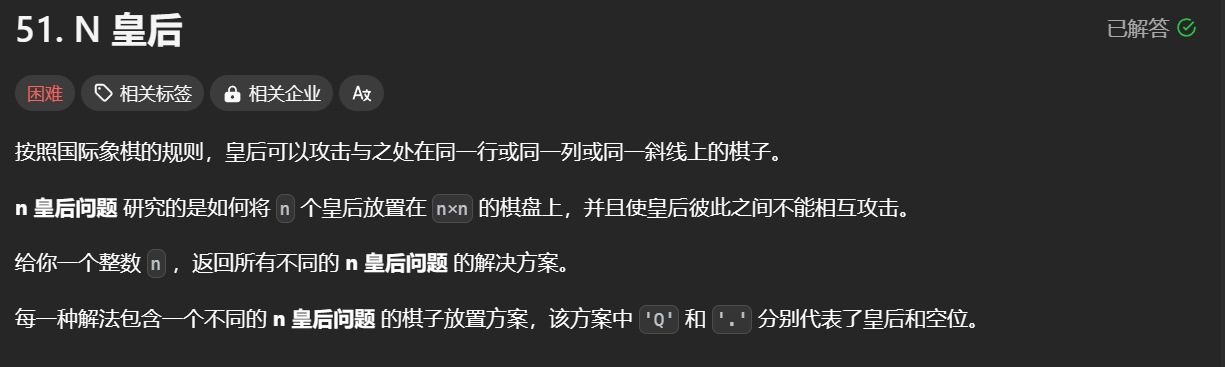 51. N 皇后
已解答
困难 相关标签 相关企业
按照国际象棋的规则，皇后可以攻击与之处在同一行或同一列或同一斜线上的棋子。
n 皇后问题 研究的是如何将 n 个皇后放置在 n×n 的棋盘上，并且使皇后彼此之间不能相互攻击。
给你一个整数 n ，返回所有不同的 n 皇后问题 的解决方案。
每一种解法包含一个不同的 n 皇后问题 的棋子放置方案，该方案中 'Q' 和 '.' 分别代表了皇后和空位。